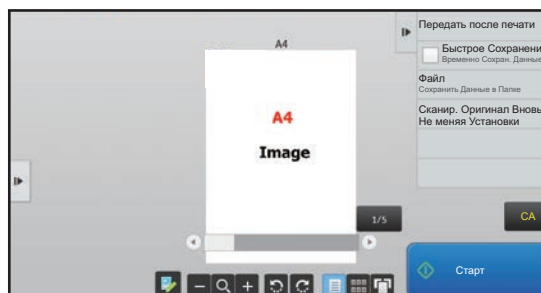 A4
A4
Image
1/5
Передать после печати
Быстрое Сохранени
Временно Сохран. Данные
Файл
Сохранить Данные в Папке
Сканир. Оригинал Вновь
Не меняя Установки
CA
Старт